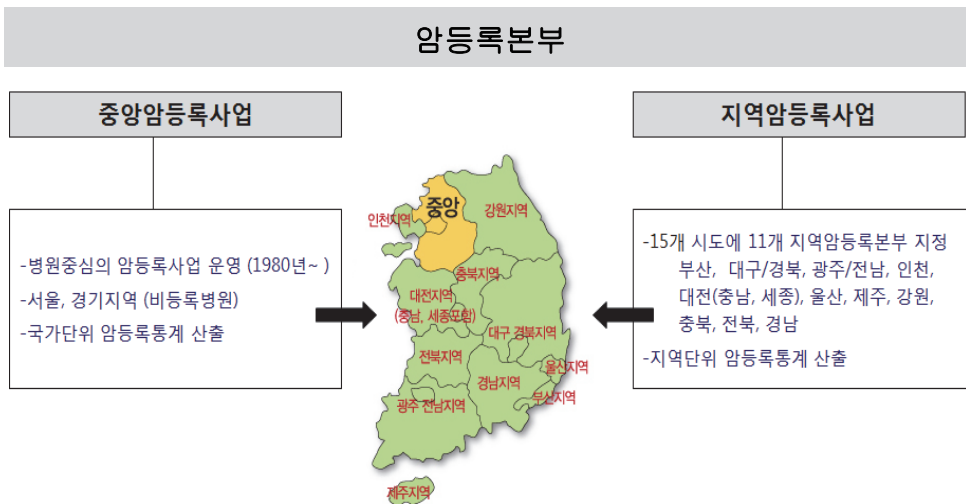 암등록본부
중앙암등록사업
-병원중심의 암등록사업 운영 (1980년~ )
-서울, 경기지역 (비등록병원)
-국가단위 암등록통계 산출
중앙
인천지역
강원지역
충북지역
대전지역
(충남, 세종포함)
대구 경북지역
전북지역
울산지역
경남지역
부산지역
광주 전남지역
제주지역
지역암등록사업
-15개 시도에 11개 지역암등록본부 지정
부산, 대구/경북, 광주/전남, 인천,
대전(충남, 세종), 울산, 제주, 강원,
충북, 전북, 경남
-지역단위 암등록통계 산출